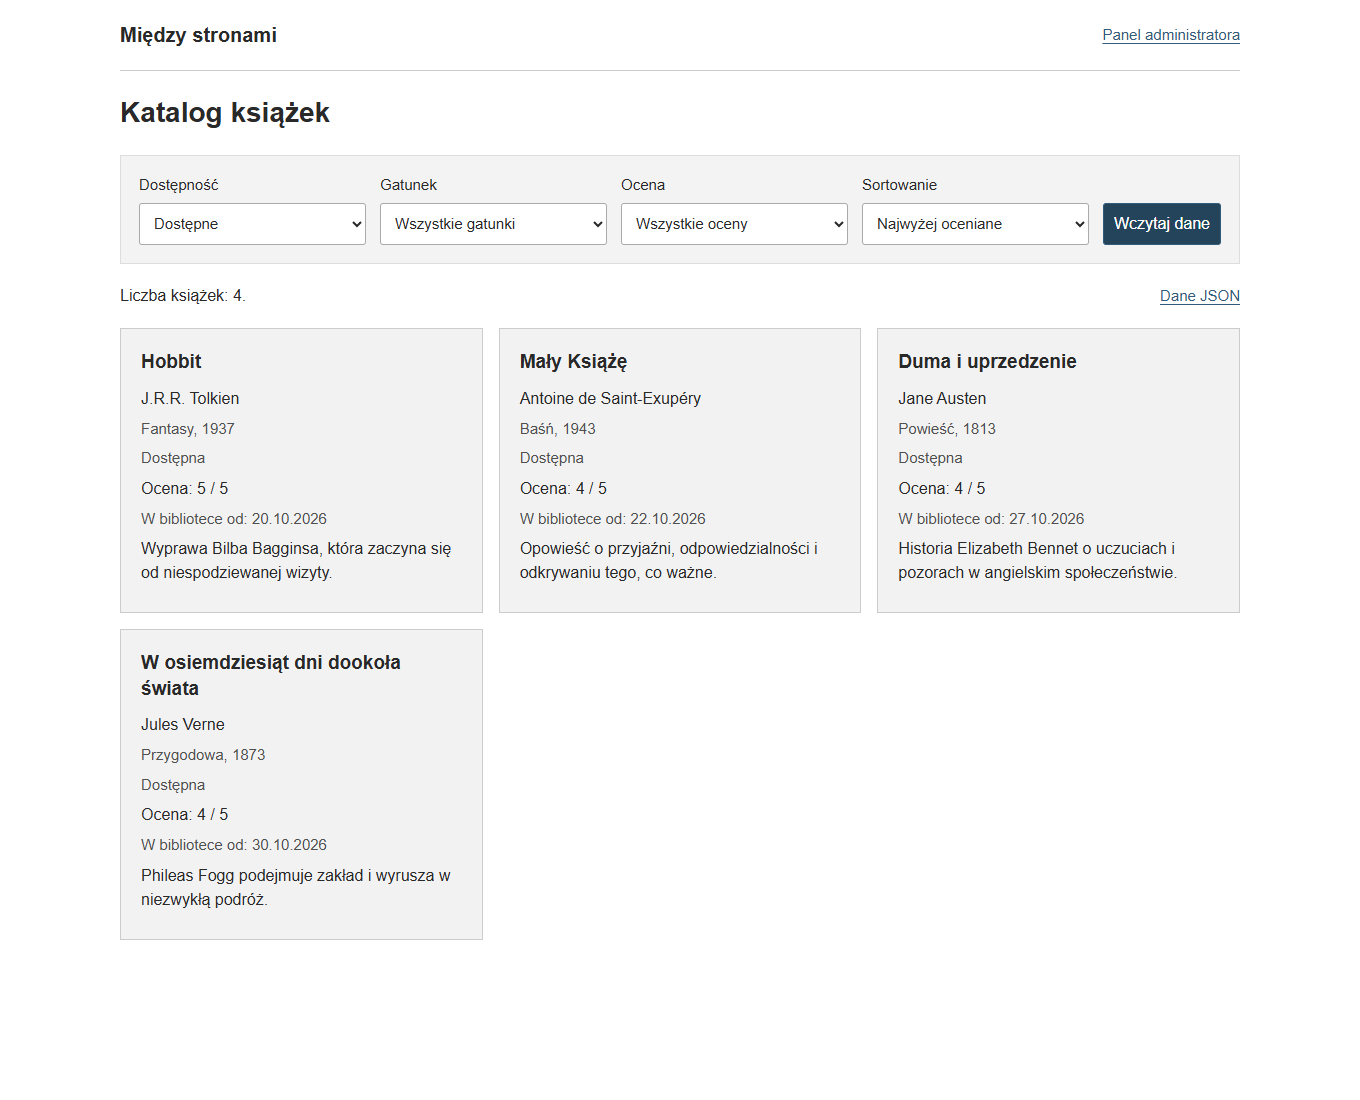 Między stronami
Panel administratora
Katalog książek
Dostępność
Gatunek
Ocena
Sortowanie
Dostępne
Wszystkie gatunki
Wszystkie oceny
Najwyżej oceniane
Wczytaj dane
Liczba książek: 4.
Dane JSON
Hobbit
J.R.R. Tolkien
Fantasy, 1937
Dostępna
Ocena: 5 / 5
W bibliotece od: 20.10.2026
Wyprawa Bilba Bagginsa, która zaczyna się
od niespodziewanej wizyty.
Mały Książę
Antoine de Saint-Exupéry
Baśń, 1943
Dostępna
Ocena: 4 / 5
W bibliotece od: 22.10.2026
Opowieść o przyjaźni, odpowiedzialności i
odkrywaniu tego, co ważne.
Duma i uprzedzenie
Jane Austen
Powieść, 1813
Dostępna
Ocena: 4 / 5
W bibliotece od: 27.10.2026
Historia Elizabeth Bennet o uczuciach i
pozorach w angielskim społeczeństwie.
W osiemdziesiąt dni dookoła
świata
Jules Verne
Przygodowa, 1873
Dostępna
Ocena: 4 / 5
W bibliotece od: 30.10.2026
Phileas Fogg podejmuje zakład i wyrusza w
niezwykłą podróż.